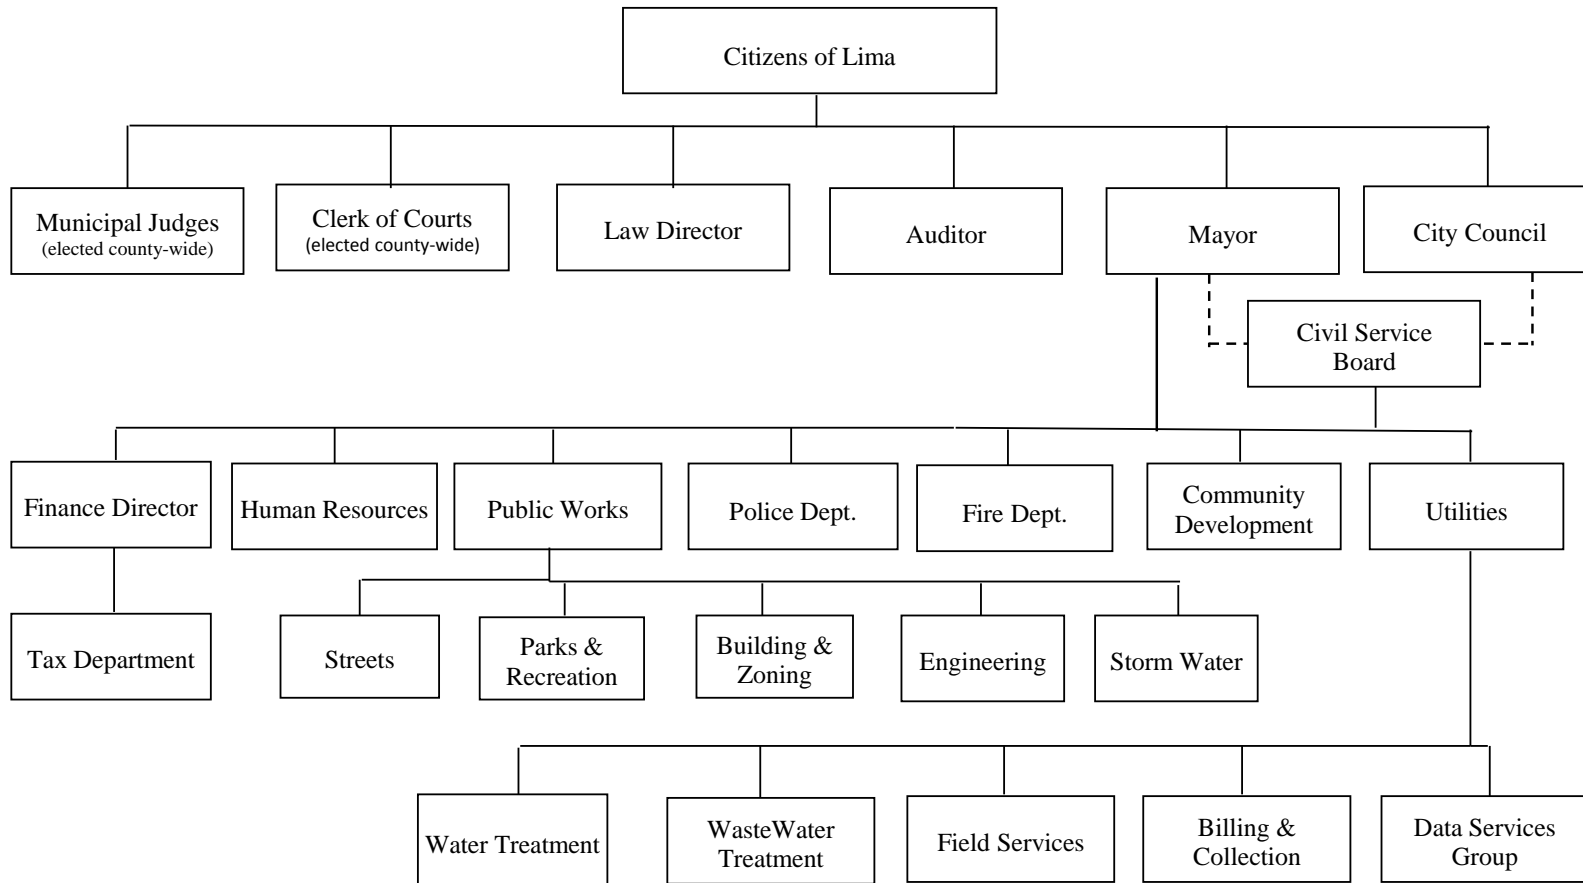 Citizens of Lima
Municipal Judges
(elected county-wide)
Clerk of Courts
(elected county-wide)
Law Director
Auditor
Mayor
City Council
Civil Service
Board
Finance Director
Human Resources
Public Works
Police Dept.
Fire Dept.
Community
Development
Utilities
Tax Department
Streets
Parks &
Recreation
Building &
Zoning
Engineering
Storm Water
Water Treatment
WasteWater
Treatment
Field Services
Billing &
Collection
Data Services
Group